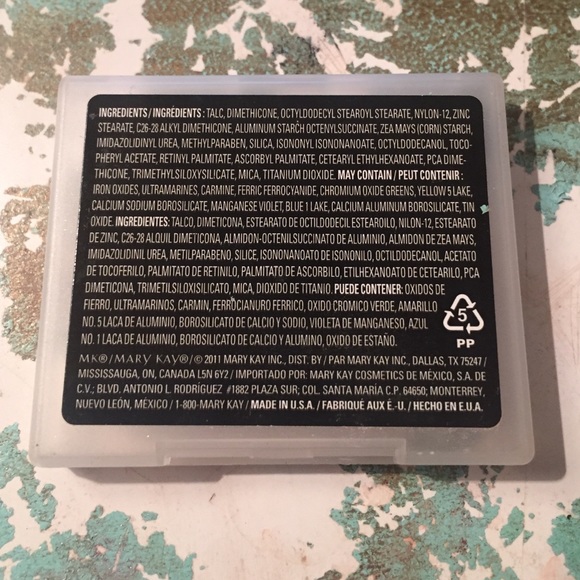 INGREDIENTS / INGRÉDIENTS : TALC, DIMETHICONE, OCTYLDODECYL STEAROYL STEARATE, NYLON-12, ZINC
STEARATE, C26-28 ALKYL DIMETHICONE, ALUMINUM STARCH OCTENYLSUCCINATE, ZEA MAYS (CORN) STARCH,
IMIDAZOLIDINYL UREA, METHYLPARABEN, SILICA, ISONONYL ISONONANOATE, OCTYLDODECANOL, TOCO-
PHERYL ACETATE, RETINYL PALMITATE, ASCORBYL PALMITATE, CETEARYL ETHYLHEXANOATE, PCA DIME-
THICONE, TRIMETHYLSILOXYSILICATE, MICA, TITANIUM DIOXIDE. MAY CONTAIN / PEUT CONTENIR :
IRON OXIDES, ULTRAMARINES, CARMINE, FERRIC FERROCYANIDE, CHROMIUM OXIDE GREENS, YELLOW 5 LAKE,
CALCIUM SODIUM BOROSILICATE, MANGANESE VIOLET, BLUE 1 LAKE, CALCIUM ALUMINUM BOROSILICATE, TIN
OXIDE. INGREDIENTES: TALCO, DIMETICONA, ESTEARATO DE OCTILDODECIL ESTEAROILO, NILON-12, ESTEARATO
DE ZINC, C26-28 ALQUIL DIMETICONA, ALMIDON-OCTENILSUCCINATO DE ALUMINIO, ALMIDON DE ZEA MAYS,
IMIDAZOLIDINIL UREA, METILPARABENO, SILICE, ISONONANOATO DE ISONONILO, OCTILDODECANOL, ACETATO
DE TOCOFERILO, PALMITATO DE RETINILO, PALMITATO DE ASCORBILO, ETILHEXANOATO DE CETEARILO, PCA
DIMETICONA, TRIMETILSILOXISILICATO, MICA, DIOXIDO DE TITANIO. PUEDE CONTENER: OXIDOS DE
FIERRO, ULTRAMARINOS, CARMIN, FERROCIANURO FERRICO, OXIDO CROMICO VERDE, AMARILLO
NO. 5 LACA DE ALUMINIO, BOROSILICATO DE CALCIO Y SODIO, VIOLETA DE MANGANESO, AZUL
NO. 1 LACA DE ALUMINIO, BOROSILICATO DE CALCIO Y ALUMINIO, OXIDO DE ESTAÑO.
MK® / MARY KAY® / © 2011 MARY KAY INC., DIST. BY / PAR MARY KAY INC., DALLAS, TX 75247 /
MISSISSAUGA, ON, CANADA L5N 6Y2 / IMPORTADO POR: MARY KAY COSMETICS DE MÉXICO, S.A. DE
C.V.; BLVD. ANTONIO L. RODRÍGUEZ #1882 PLAZA SUR; COL. SANTA MARÍA C.P. 64650; MONTERREY,
NUEVO LEÓN, MÉXICO / 1-800-MARY KAY / MADE IN U.S.A. / FABRIQUÉ AUX É.-U. / HECHO EN E.U.A.
5
PP